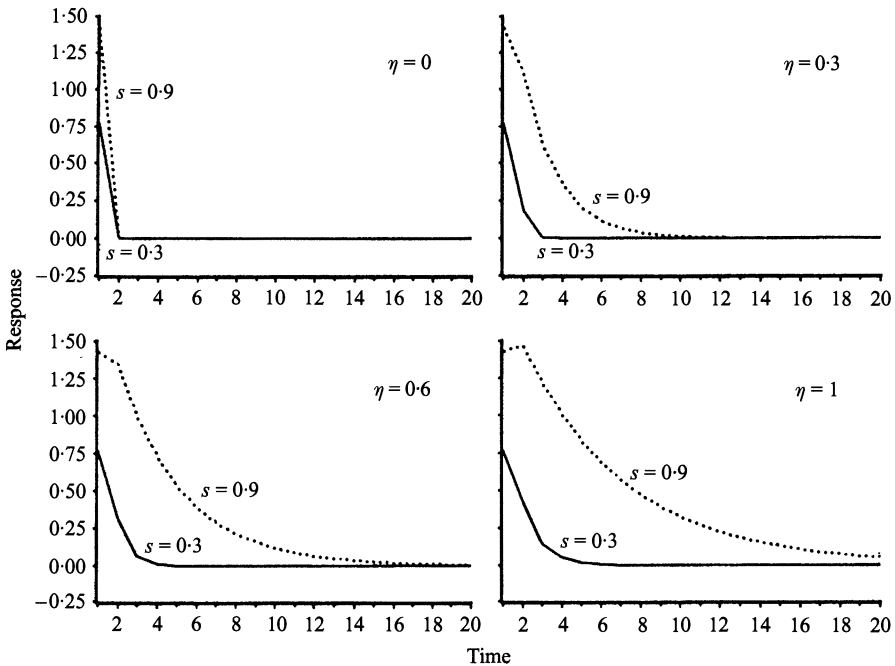 1·50
1·25
1·00
0·75
0·50
0·25
0·00
−0·25
η = 0
s = 0·9
s = 0·3
2 4 6 8 10 12 14 16 18 20
η = 0·3
s = 0·9
s = 0·3
2 4 6 8 10 12 14 16 18 20
Response
1·50
1·25
1·00
0·75
0·50
0·25
0·00
−0·25
η = 0·6
s = 0·9
s = 0·3
2 4 6 8 10 12 14 16 18 20
η = 1
s = 0·9
s = 0·3
2 4 6 8 10 12 14 16 18 20
Time